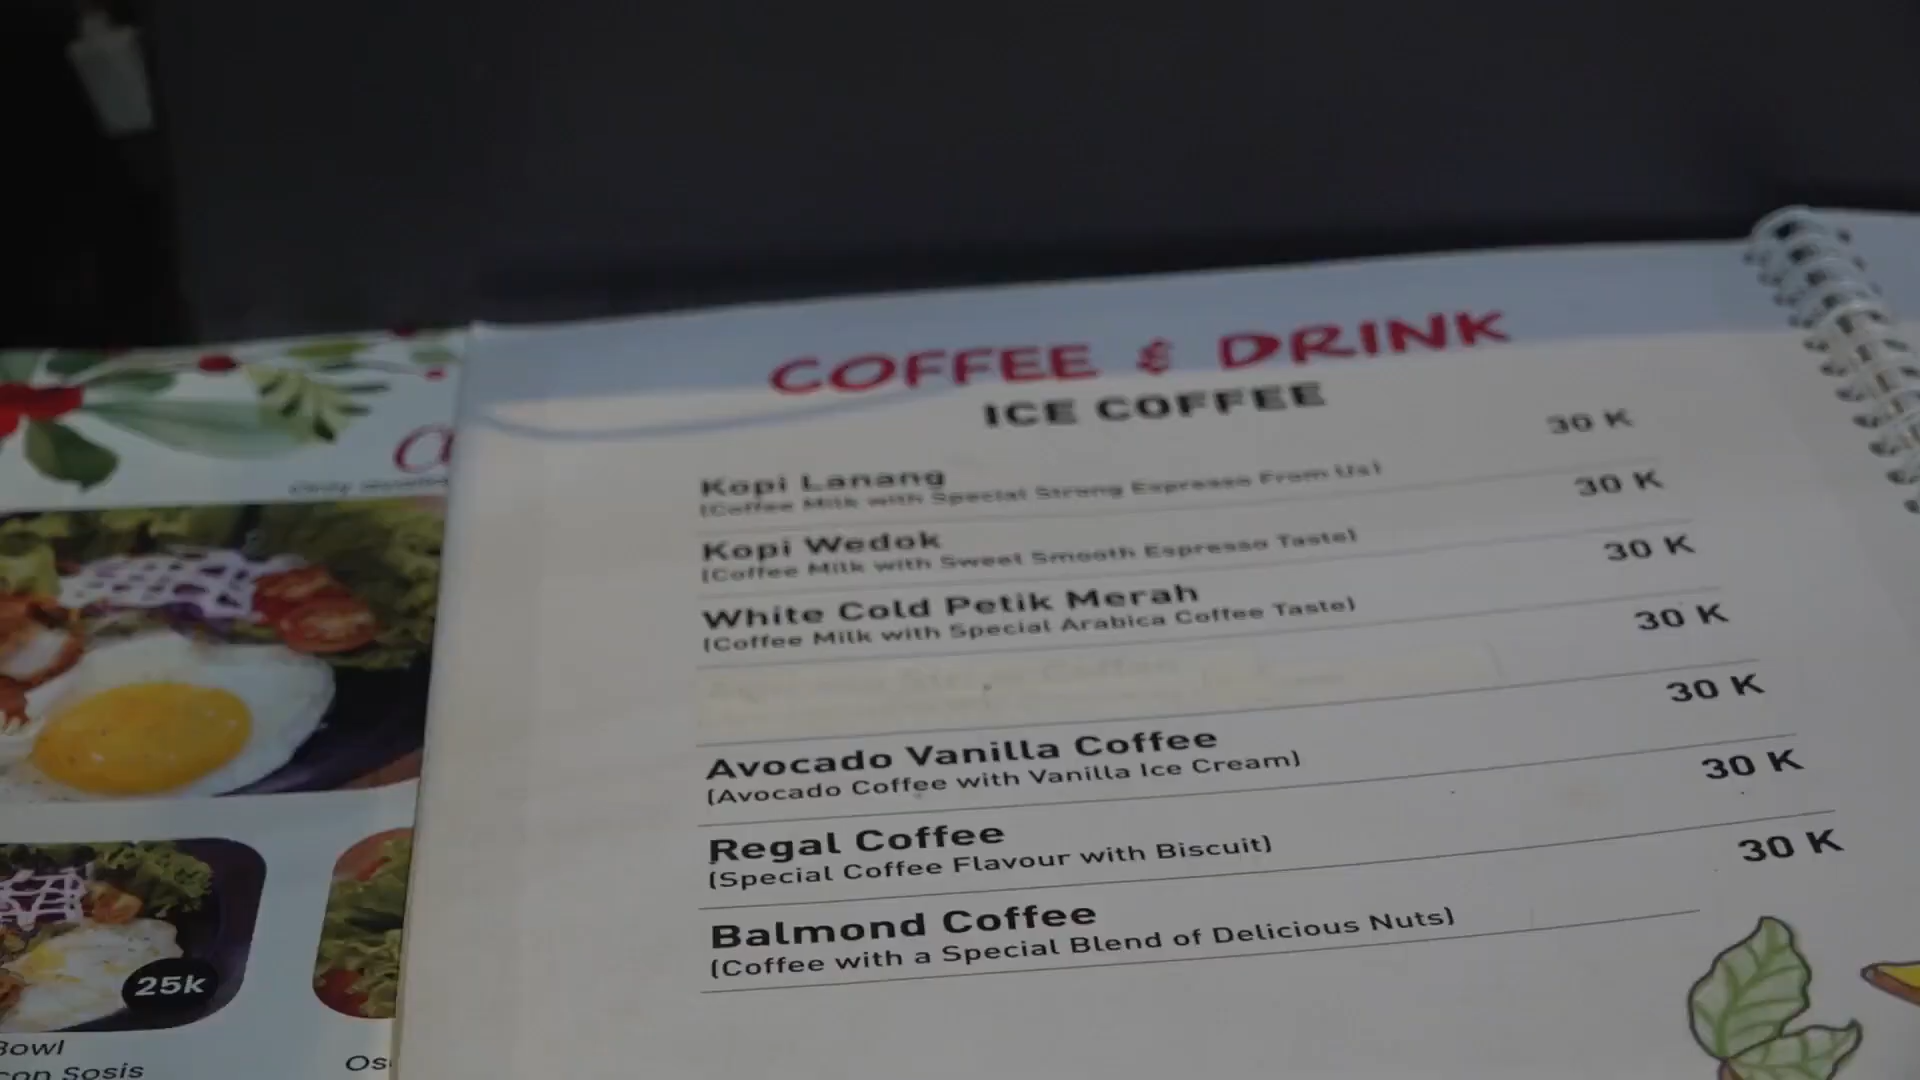 COFFEE & DRINK
ICE COFFEE
Kopi Lanang 30 K
(Coffee Milk with Special Strong Espresso From Us)
Kopi Wedok 30 K
(Coffee Milk with Sweet Smooth Espresso Taste)
White Cold Petik Merah 30 K
(Coffee Milk with Special Arabica Coffee Taste)
30 K
Avocado Vanilla Coffee 30 K
(Avocado Coffee with Vanilla Ice Cream)
Regal Coffee 30 K
(Special Coffee Flavour with Biscuit)
Balmond Coffee 30 K
(Coffee with a Special Blend of Delicious Nuts)
25k
Bowl
Sosis